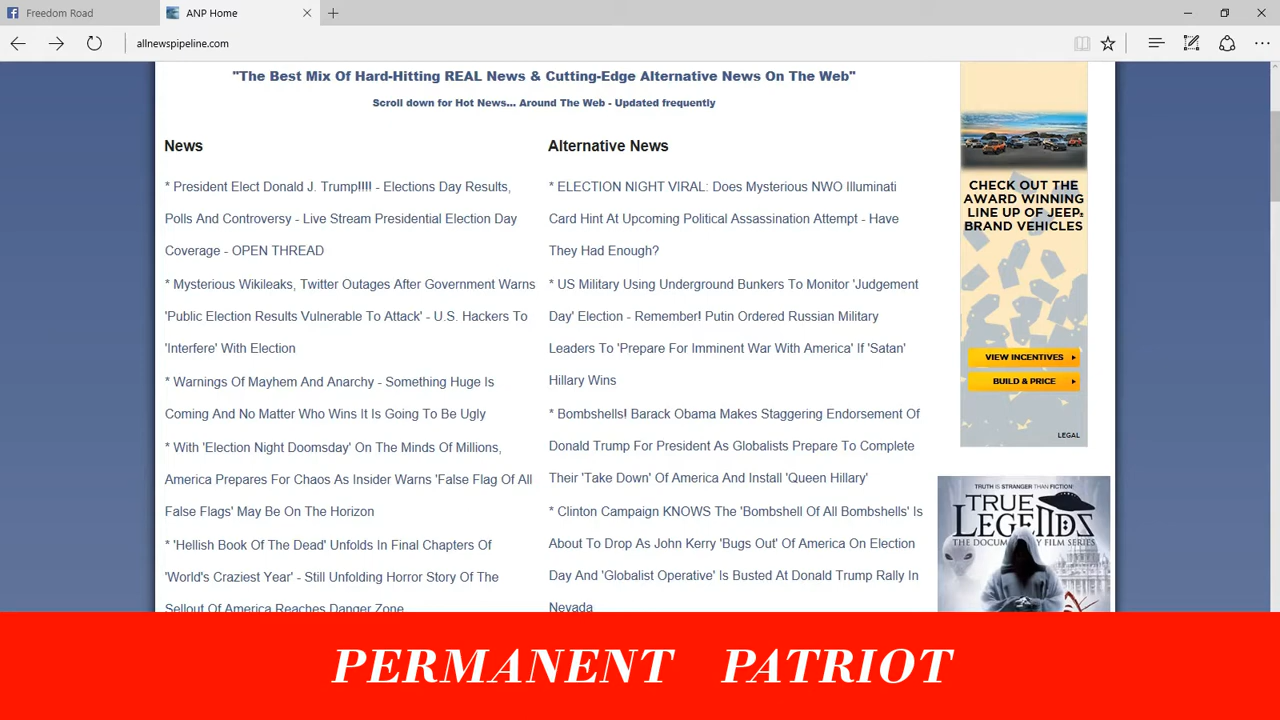 Freedom Road
ANP Home
allnewspipeline.com
"The Best Mix Of Hard-Hitting REAL News & Cutting-Edge Alternative News On The Web"
Scroll down for Hot News... Around The Web - Updated frequently
News
* President Elect Donald J. Trump!!!! - Elections Day Results,
Polls And Controversy - Live Stream Presidential Election Day
Coverage - OPEN THREAD
* Mysterious Wikileaks, Twitter Outages After Government Warns
'Public Election Results Vulnerable To Attack' - U.S. Hackers To
'Interfere' With Election
* Warnings Of Mayhem And Anarchy - Something Huge Is
Coming And No Matter Who Wins It Is Going To Be Ugly
* With 'Election Night Doomsday' On The Minds Of Millions,
America Prepares For Chaos As Insider Warns 'False Flag Of All
False Flags' May Be On The Horizon
* 'Hellish Book Of The Dead' Unfolds In Final Chapters Of
'World's Craziest Year' - Still Unfolding Horror Story Of The
Sellout Of America Reaches Danger Zone
Alternative News
* ELECTION NIGHT VIRAL: Does Mysterious NWO Illuminati
Card Hint At Upcoming Political Assassination Attempt - Have
They Had Enough?
* US Military Using Underground Bunkers To Monitor 'Judgement
Day' Election - Remember! Putin Ordered Russian Military
Leaders To 'Prepare For Imminent War With America' If 'Satan'
Hillary Wins
* Bombshells! Barack Obama Makes Staggering Endorsement Of
Donald Trump For President As Globalists Prepare To Complete
Their 'Take Down' Of America And Install 'Queen Hillary'
* Clinton Campaign KNOWS The 'Bombshell Of All Bombshells' Is
About To Drop As John Kerry 'Bugs Out' Of America On Election
Day And 'Globalist Operative' Is Busted At Donald Trump Rally In
Nevada
CHECK OUT THE
AWARD WINNING
LINE UP OF JEEP®
BRAND VEHICLES
VIEW INCENTIVES
BUILD & PRICE
LEGAL
TRUTH IS STRANGER THAN FICTION
TRUE
LEGENDS
THE DOCUMENTARY FILM SERIES
PERMANENT PATRIOT